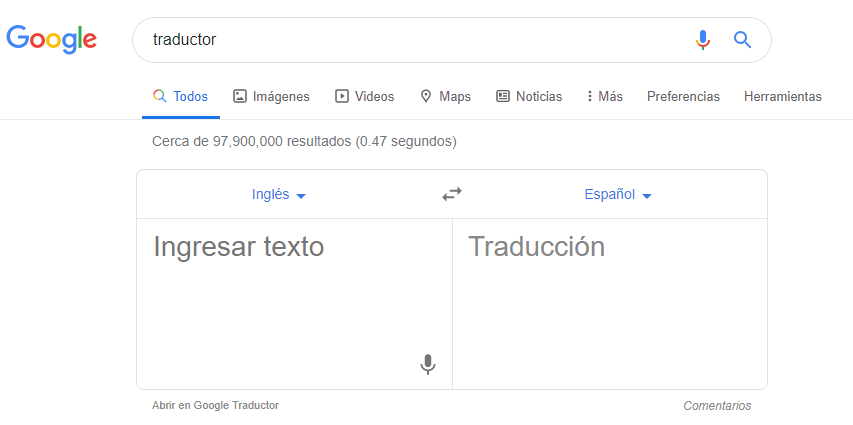 Google
traductor
Todos Imágenes Videos Maps Noticias Más Preferencias Herramientas
Cerca de 97,900,000 resultados (0.47 segundos)
Inglés Español
Ingresar texto Traducción
Abrir en Google Traductor Comentarios